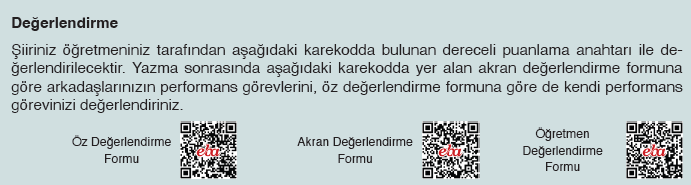 Değerlendirme
Şiiriniz öğretmeniniz tarafından aşağıdaki karekodda bulunan dereceli puanlama anahtarı ile de-
ğerlendirilecektir. Yazma sonrasında aşağıdaki karekodda yer alan akran değerlendirme formuna
göre arkadaşlarınızın performans görevlerini, öz değerlendirme formuna göre de kendi performans
görevinizi değerlendiriniz.
Öz Değerlendirme
Formu
eba
Akran Değerlendirme
Formu
eba
Öğretmen
Değerlendirme
Formu
eba